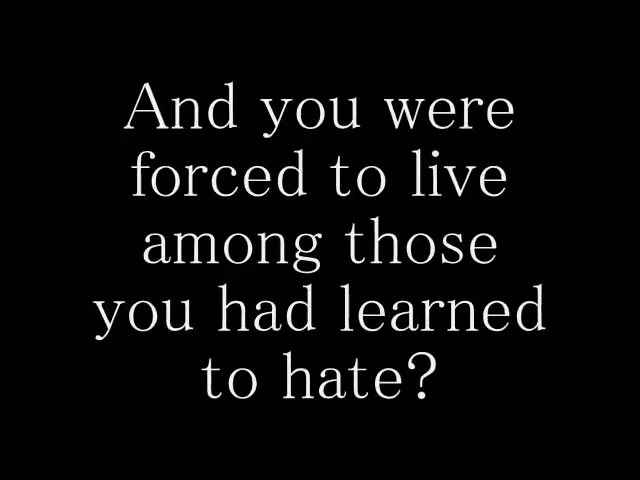 And you were
forced to live
among those
you had learned
to hate?